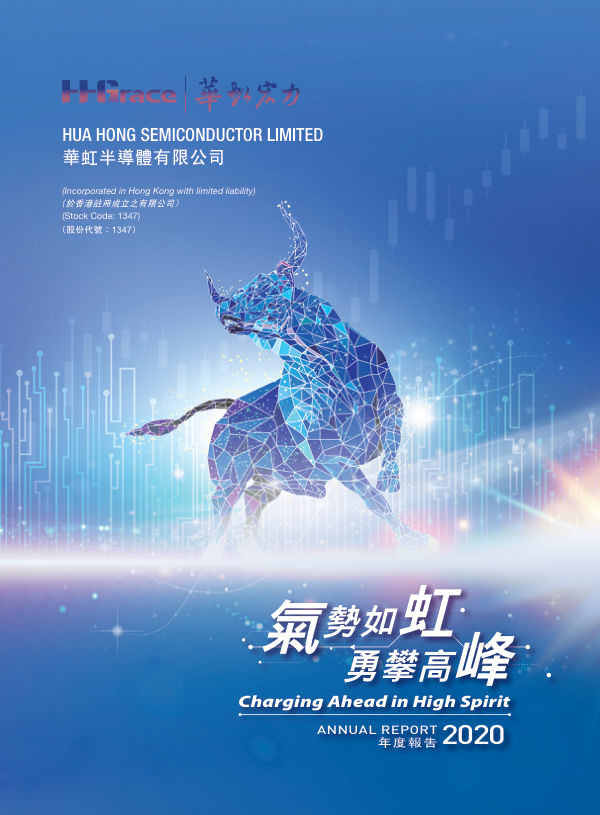 HHGrace 華虹宏力
HUA HONG SEMICONDUCTOR LIMITED
華虹半導體有限公司
(Incorporated in Hong Kong with limited liability)
（於香港註冊成立之有限公司）
(Stock Code: 1347)
（股份代號：1347）
氣勢如虹
勇攀高峰
Charging Ahead in High Spirit
ANNUAL REPORT 2020
年度報告